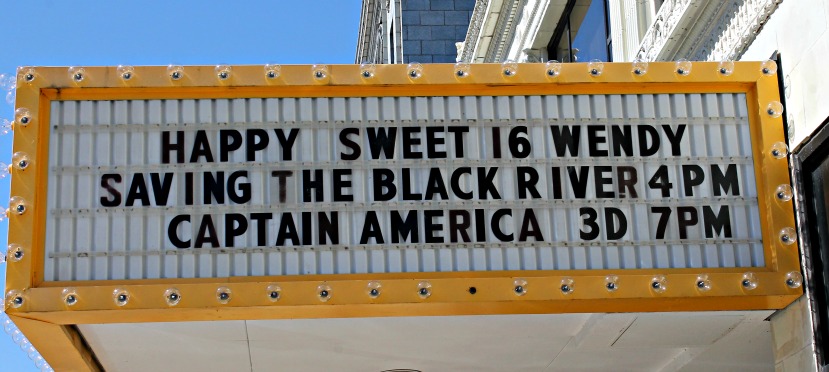 HAPPY SWEET 16 WENDY
SAVING THE BLACK RIVER 4PM
CAPTAIN AMERICA 3D 7PM